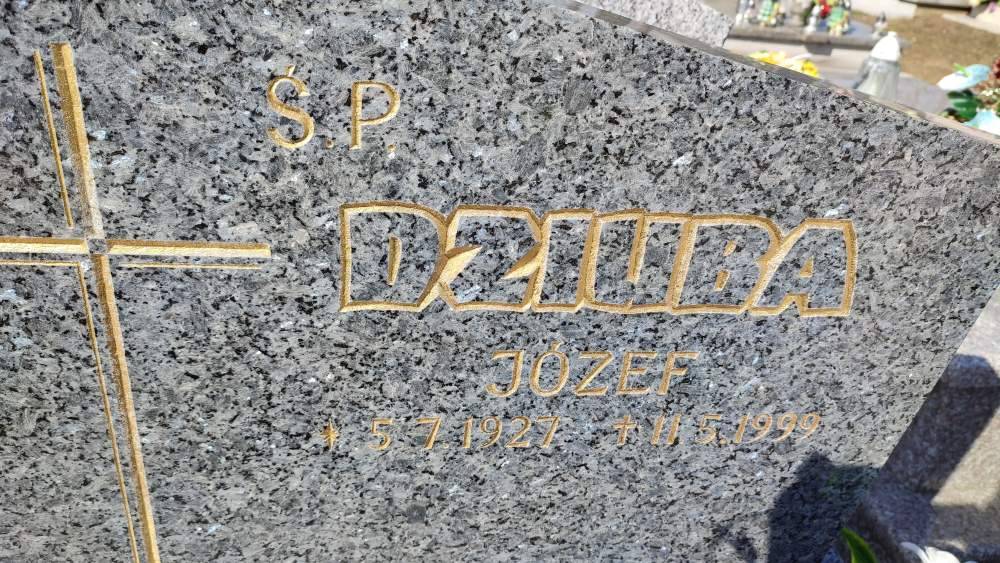 Ś.P.
DZIUBA
JÓZEF
* 5 7 1927 † 11 5.1999